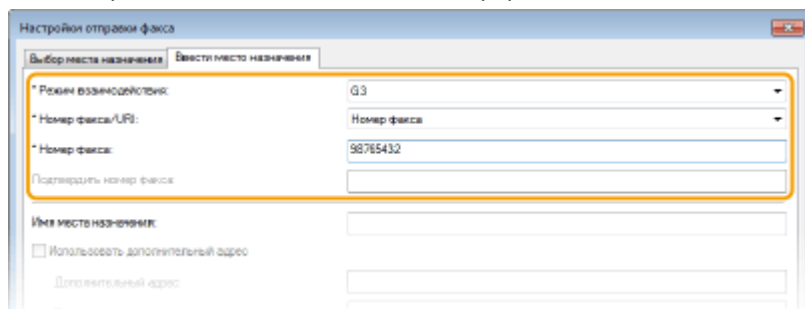 Настройки отправки факса
Выбор места назначения Ввести место назначения
* Режим взаимодействия: G3
* Номер факса/URI: Номер факса
* Номер факса: 98765432
Подтвердить номер факса:
Имя места назначения:
Использовать дополнительный адрес
Дополнительный адрес: